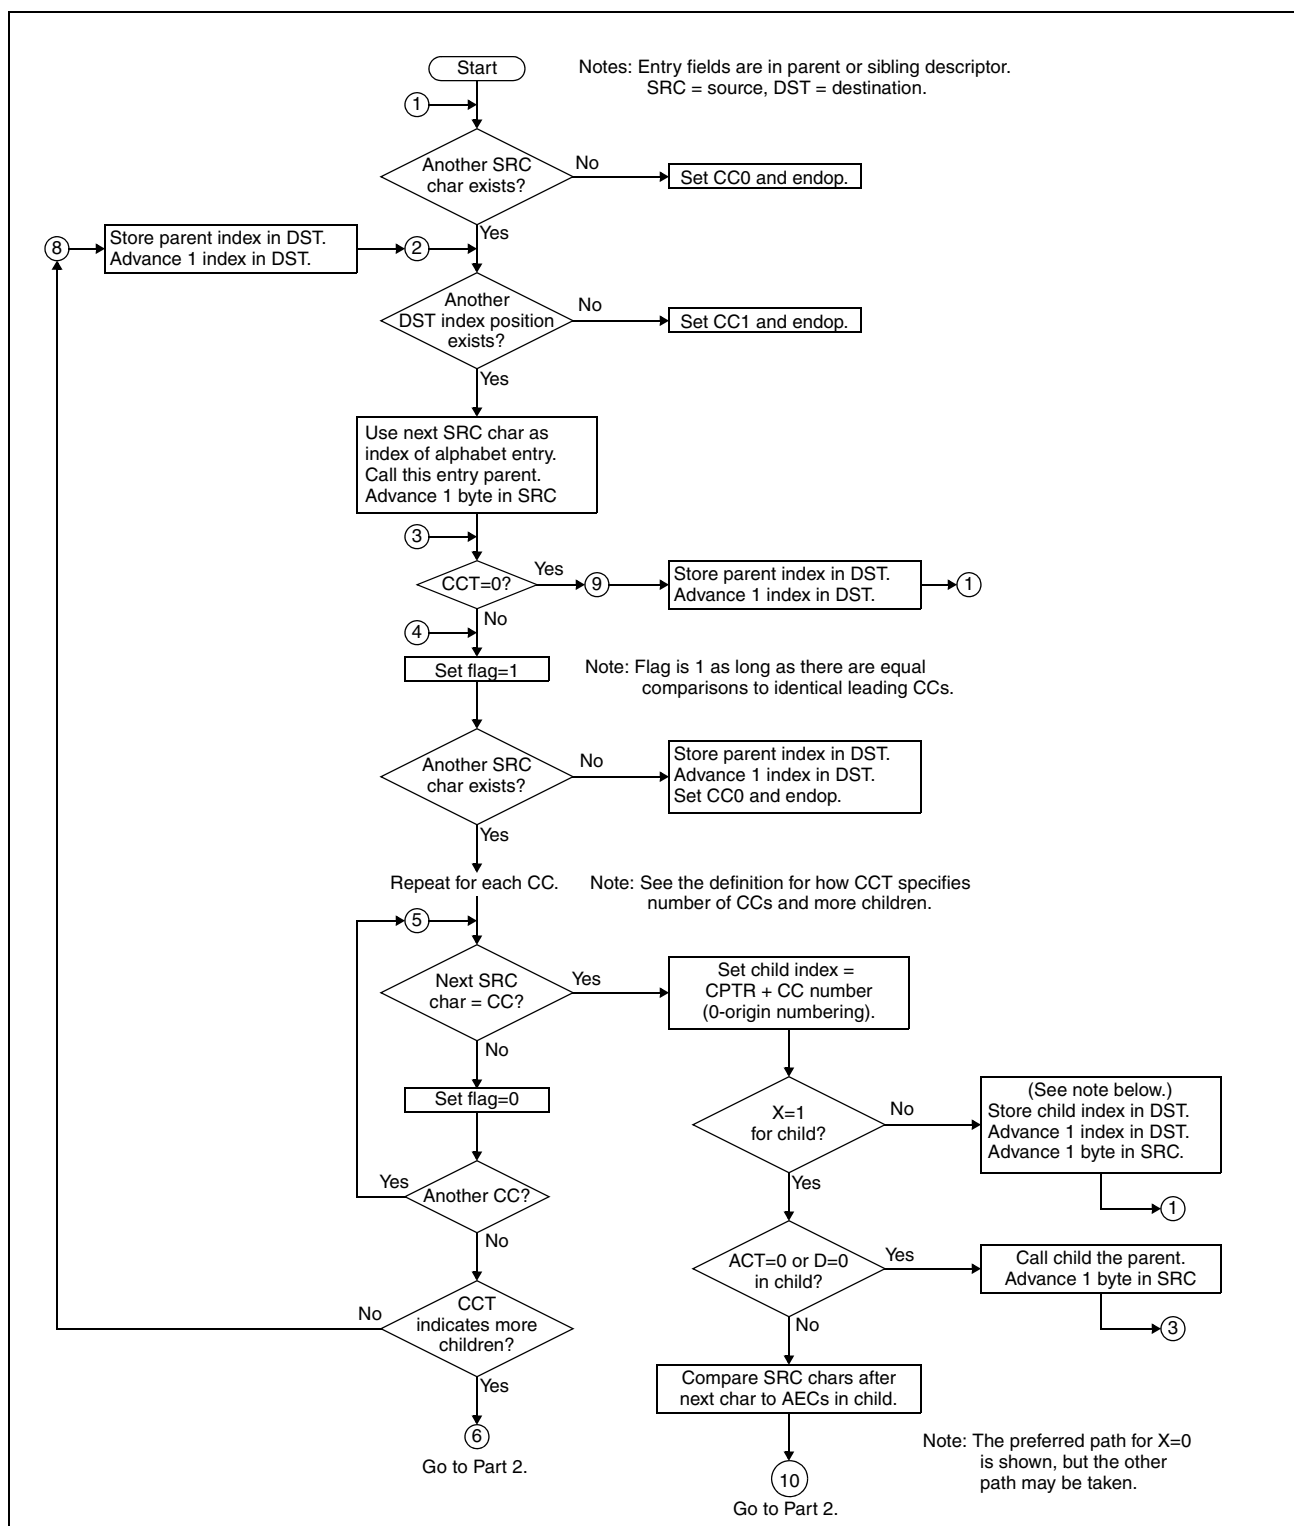 Start
Notes: Entry fields are in parent or sibling descriptor.
SRC = source, DST = destination.
1
Another SRC
char exists?
No
Set CC0 and endop.
Yes
8
Store parent index in DST.
Advance 1 index in DST.
2
Another
DST index position
exists?
No
Set CC1 and endop.
Yes
Use next SRC char as
index of alphabet entry.
Call this entry parent.
Advance 1 byte in SRC
3
CCT=0?
Yes
9
Store parent index in DST.
Advance 1 index in DST.
1
No
4
Set flag=1
Note: Flag is 1 as long as there are equal
comparisons to identical leading CCs.
Another SRC
char exists?
No
Store parent index in DST.
Advance 1 index in DST.
Set CC0 and endop.
Yes
Repeat for each CC.
Note: See the definition for how CCT specifies
number of CCs and more children.
5
Next SRC
char = CC?
Yes
Set child index =
CPTR + CC number
(0-origin numbering).
No
Set flag=0
X=1
for child?
No
(See note below.)
Store child index in DST.
Advance 1 index in DST.
Advance 1 byte in SRC.
1
Yes
Another CC?
Yes
No
ACT=0 or D=0
in child?
Yes
Call child the parent.
Advance 1 byte in SRC
3
No
CCT
indicates more
children?
No
Yes
Compare SRC chars after
next char to AECs in child.
6
Go to Part 2.
10
Go to Part 2.
Note: The preferred path for X=0
is shown, but the other
path may be taken.